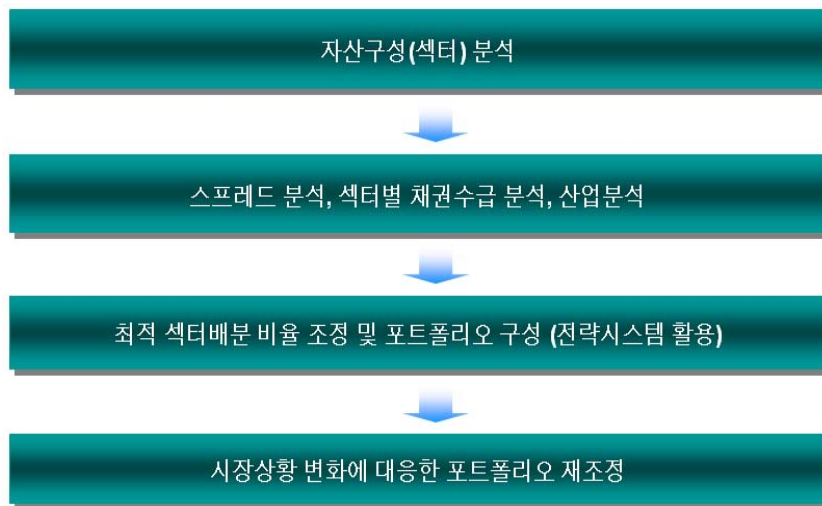 자산구성(섹터) 분석
스프레드 분석, 섹터별 채권수급 분석, 산업분석
최적 섹터배분 비율 조정 및 포트폴리오 구성 (전략시스템 활용)
시장상황 변화에 대응한 포트폴리오 재조정